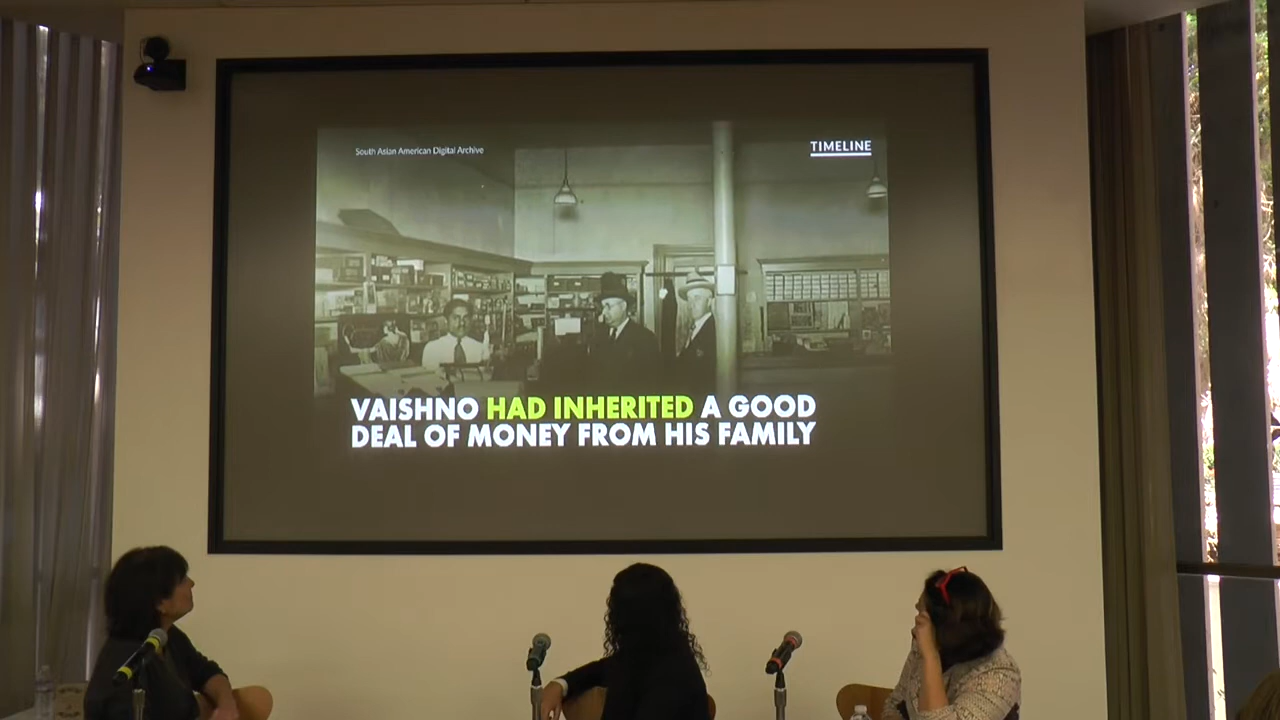 South Asian American Digital Archive
TIMELINE
VAISHNO HAD INHERITED A GOOD
DEAL OF MONEY FROM HIS FAMILY